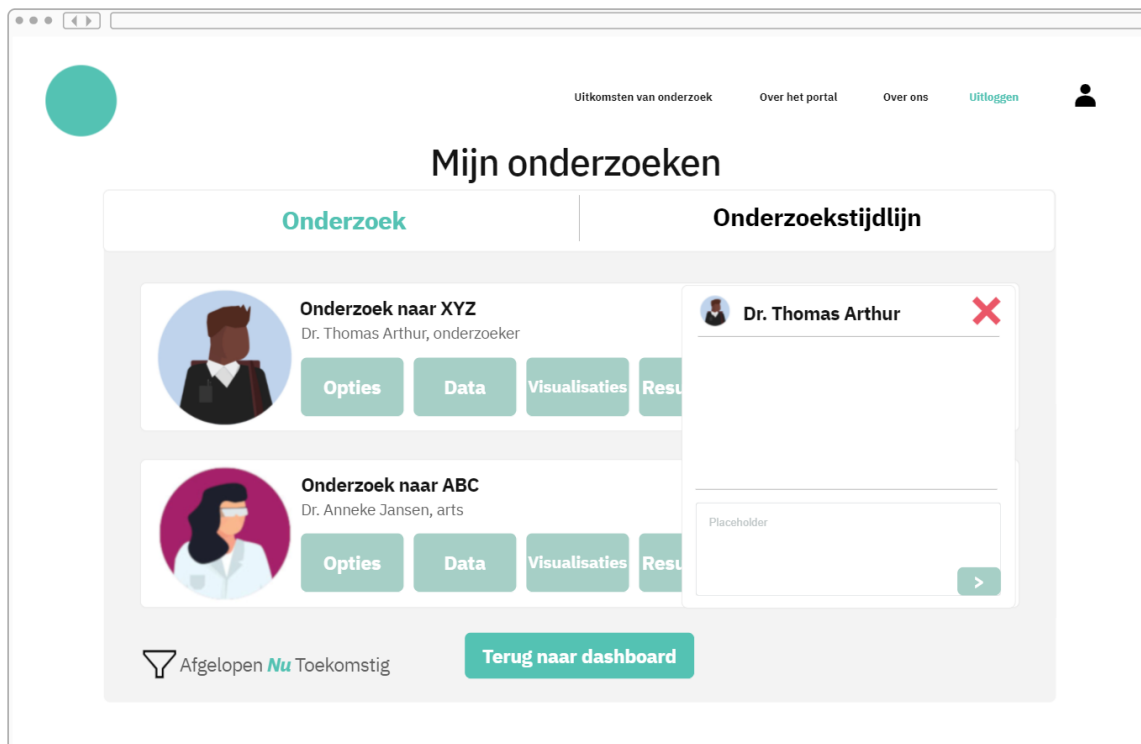 Uitkomsten van onderzoek
Over het portal
Over ons
Uitloggen
Mijn onderzoeken
Onderzoek
Onderzoekstijdlijn
Onderzoek naar XYZ
Dr. Thomas Arthur, onderzoeker
Opties
Data
Visualisaties
Resu
Dr. Thomas Arthur
Placeholder
>
Onderzoek naar ABC
Dr. Anneke Jansen, arts
Opties
Data
Visualisaties
Resu
Afgelopen Nu Toekomstig
Terug naar dashboard